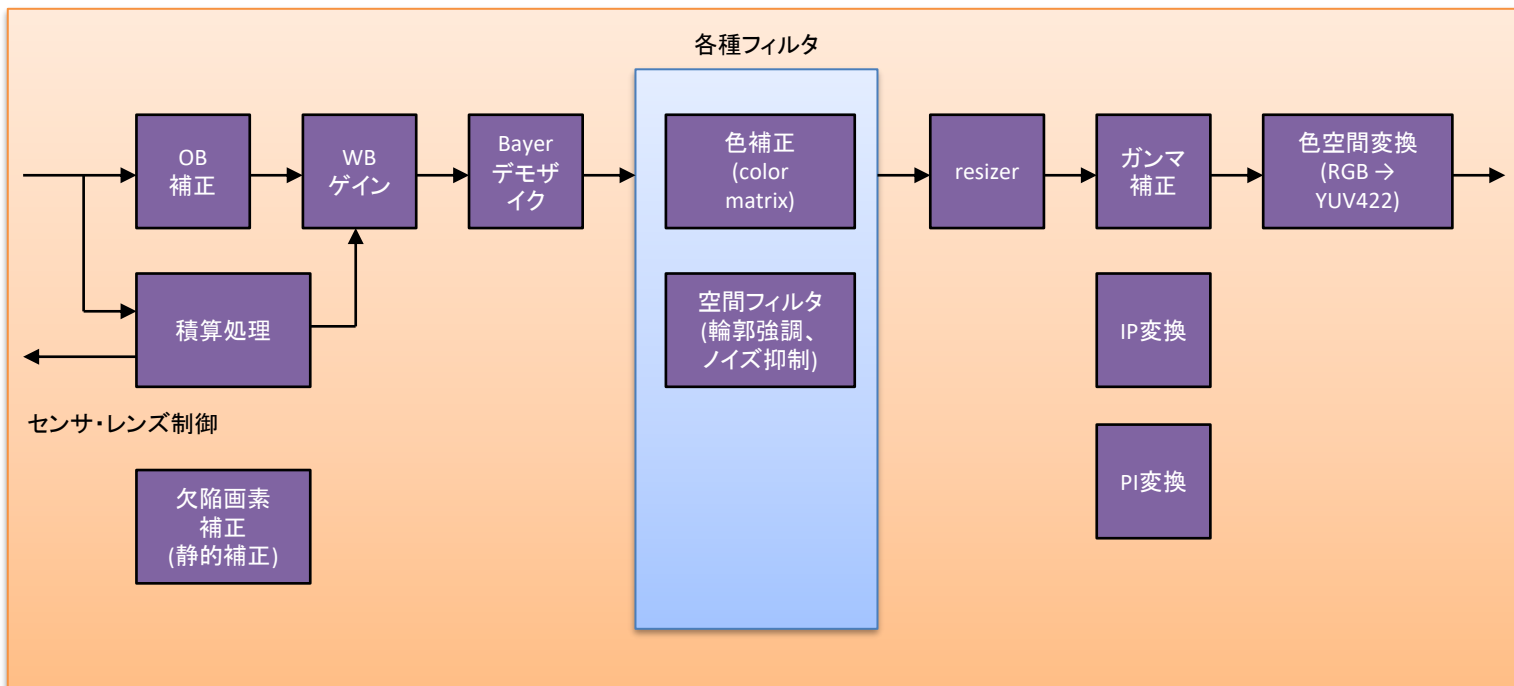 各種フィルタ
OB
補正
WB
ゲイン
Bayer
デモザ
イク
色補正
(color
matrix)
resizer
ガンマ
補正
色空間変換
(RGB →
YUV422)
積算処理
空間フィルタ
(輪郭強調、
ノイズ抑制)
IP変換
センサ・レンズ制御
欠陥画素
補正
(静的補正)
PI変換